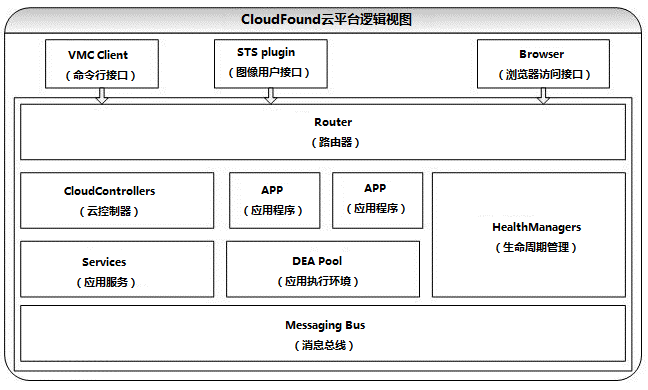 CloudFound云平台逻辑视图
VMC Client
（命令行接口）
STS plugin
（图像用户接口）
Browser
（浏览器访问接口）
Router
（路由器）
CloudControllers
（云控制器）
APP
（应用程序）
APP
（应用程序）
HealthManagers
（生命周期管理）
Services
（应用服务）
DEA Pool
（应用执行环境）
Messaging Bus
（消息总线）